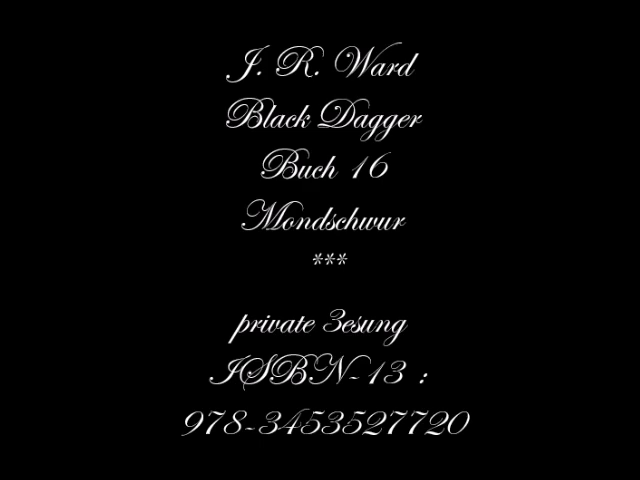 J. R. Ward
Black Dagger
Buch 16
Mondschwur
***
private 3esung
ISBN-13 :
978-3453527720